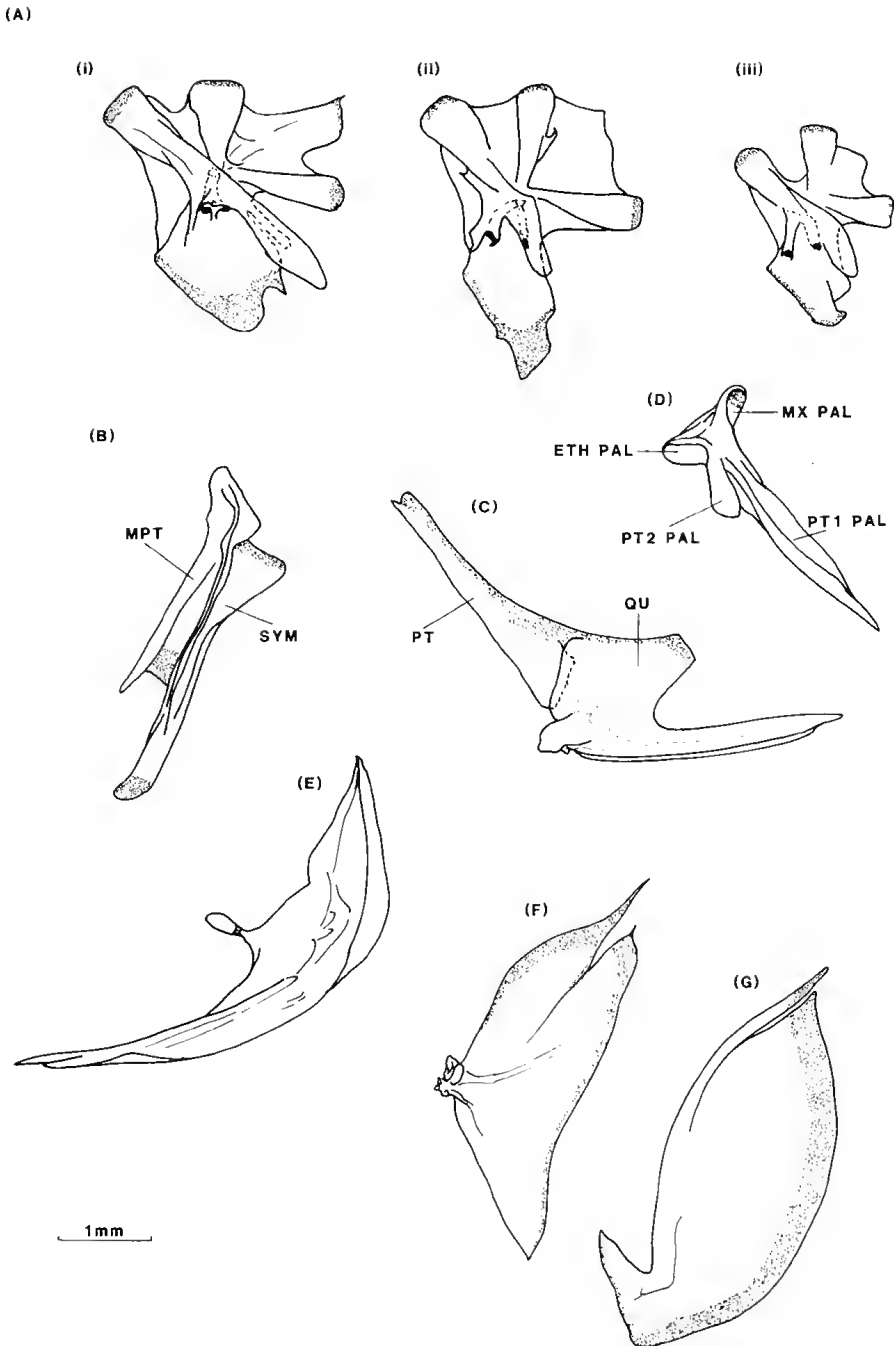 (A)
(i)
(ii)
(iii)
(D)
MX PAL
ETH PAL
(B)
(C)
PT1 PAL
MPT
PT2 PAL
QU
SYM
PT
(E)
(F)
(G)
1mm